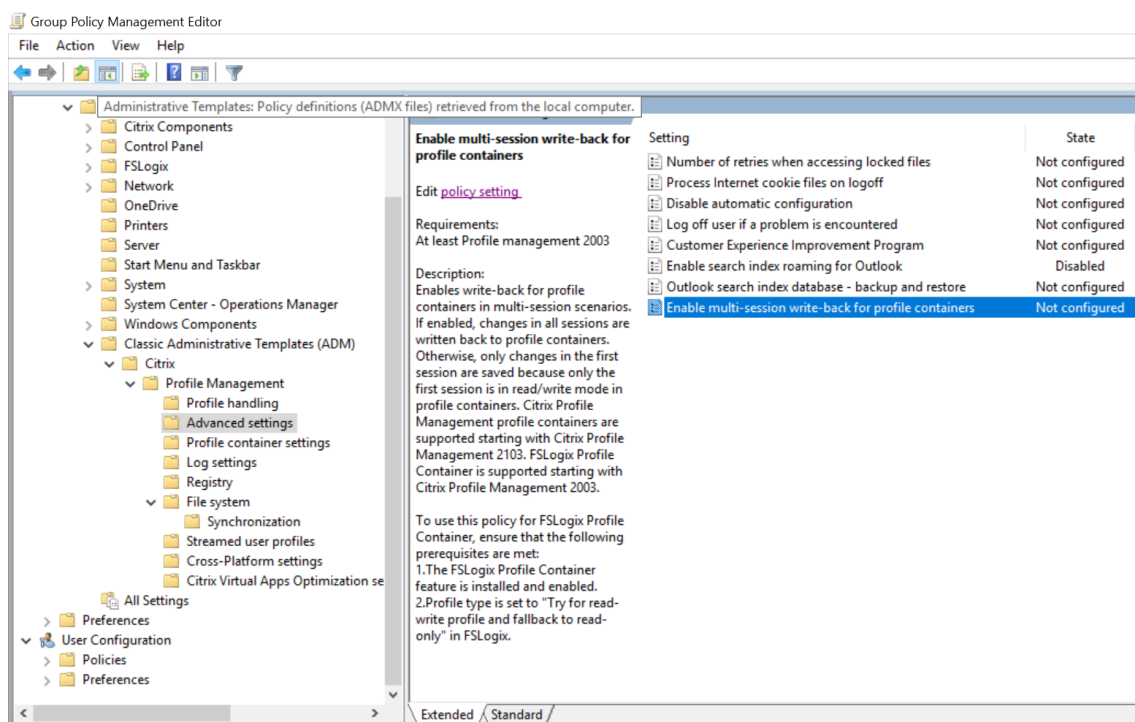 Group Policy Management Editor
File Action View Help
Administrative Templates: Policy definitions (ADMX files) retrieved from the local computer.
Citrix Components
Control Panel
FSLogix
Network
OneDrive
Printers
Server
Start Menu and Taskbar
System
System Center - Operations Manager
Windows Components
Classic Administrative Templates (ADM)
Citrix
Profile Management
Profile handling
Advanced settings
Profile container settings
Log settings
Registry
File system
Synchronization
Streamed user profiles
Cross-Platform settings
Citrix Virtual Apps Optimization se
All Settings
Preferences
User Configuration
Policies
Preferences
Enable multi-session write-back for
profile containers
Edit policy setting
Requirements:
At least Profile management 2003
Description:
Enables write-back for profile
containers in multi-session scenarios.
If enabled, changes in all sessions are
written back to profile containers.
Otherwise, only changes in the first
session are saved because only the
first session is in read/write mode in
profile containers. Citrix Profile
Management profile containers are
supported starting with Citrix Profile
Management 2103. FSLogix Profile
Container is supported starting with
Citrix Profile Management 2003.
To use this policy for FSLogix Profile
Container, ensure that the following
prerequisites are met:
1.The FSLogix Profile Container
feature is installed and enabled.
2.Profile type is set to "Try for read-
write profile and fallback to read-
only" in FSLogix.
Setting State
Number of retries when accessing locked files Not configured
Process Internet cookie files on logoff Not configured
Disable automatic configuration Not configured
Log off user if a problem is encountered Not configured
Customer Experience Improvement Program Not configured
Enable search index roaming for Outlook Disabled
Outlook search index database - backup and restore Not configured
Enable multi-session write-back for profile containers Not configured
Extended Standard